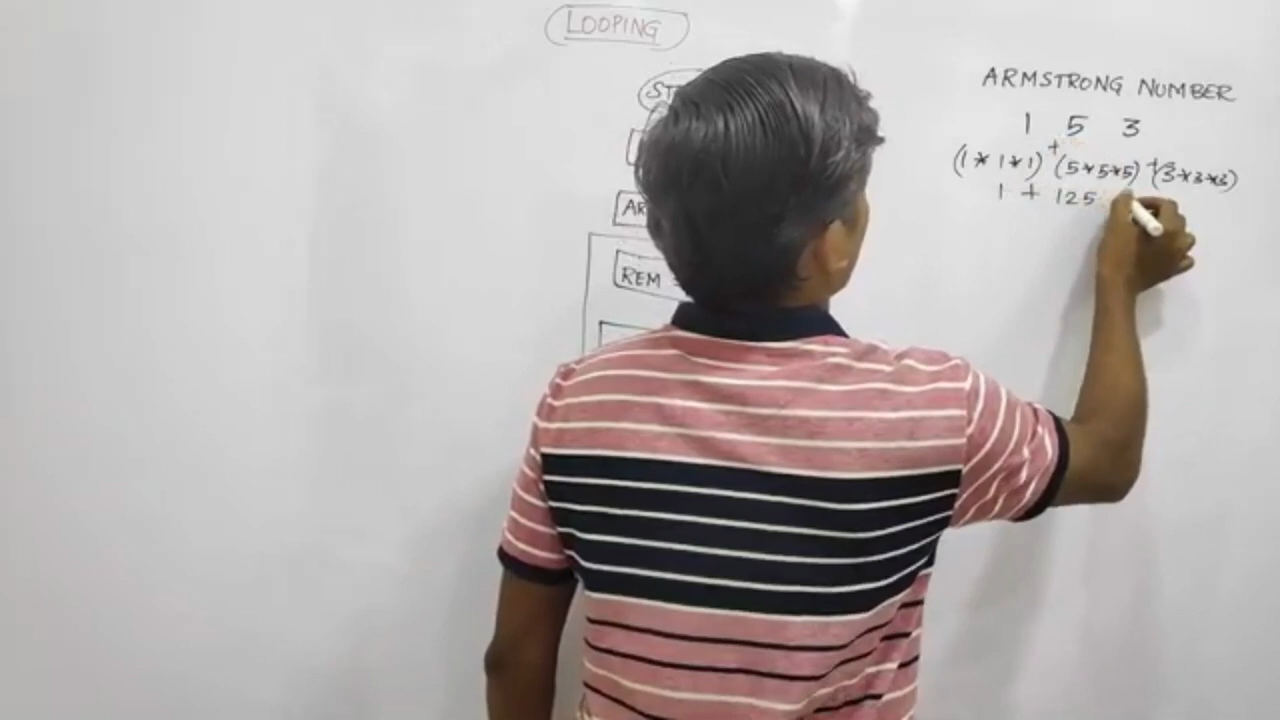 LOOPING
ST
AR
REM
ARMSTRONG NUMBER
1 5 3
(1*1*1) + (5*5*5) + (3*3*3)
1 + 125